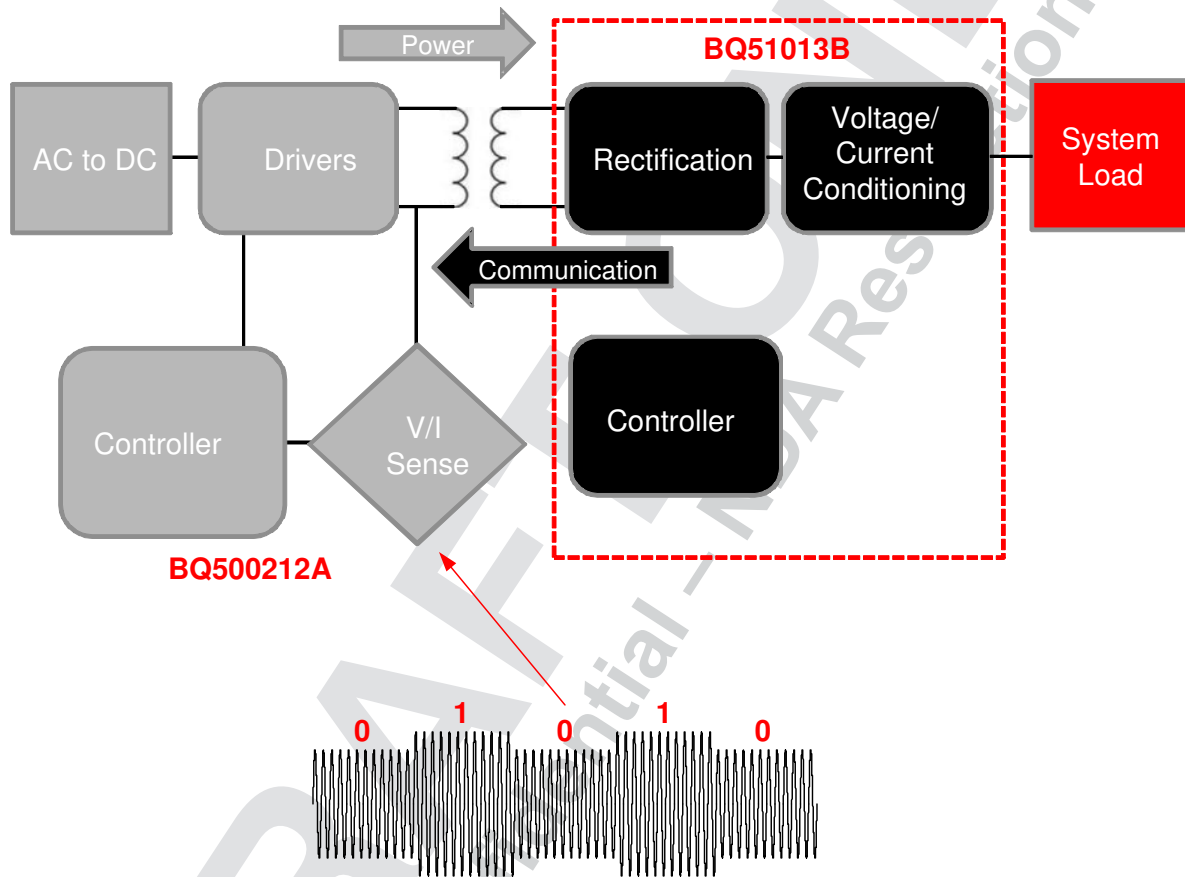 Power
BQ51013B
AC to DC
Drivers
Rectification
Voltage/
Current
Conditioning
System
Load
Communication
Controller
V/I
Sense
Controller
BQ500212A
0
1
0
1
0